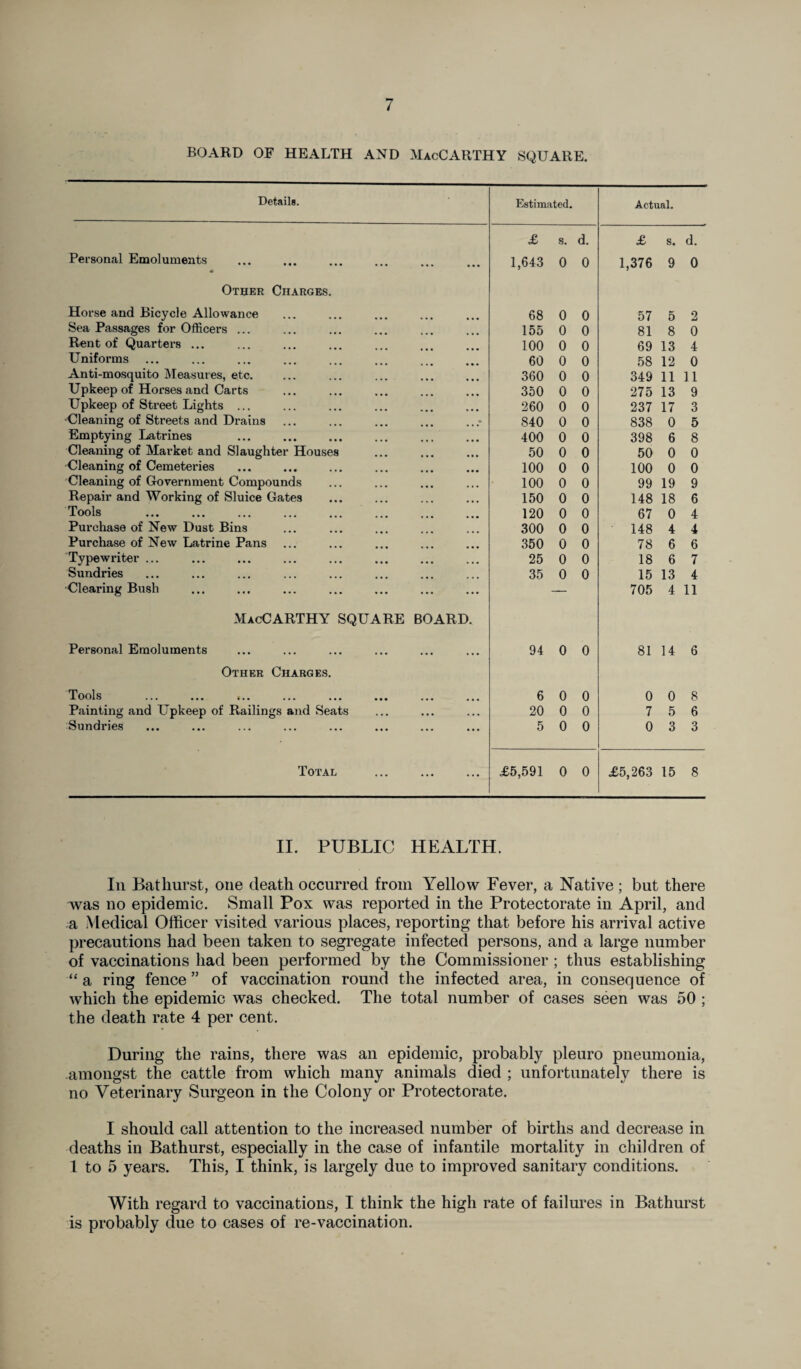 7
BOARD OF HEALTH AND MacCARTHY SQUARE.
Details. Estimated. Actual.
£ s. d. £ s. d.
Personal Emoluments ... ... ... ... ... ... 1,643 0 0 1,376 9 0
Other Charges.
Horse and Bicycle Allowance ... ... ... ... ... 68 0 0 57 5 2
Sea Passages for Officers ... ... ... ... ... ... 155 0 0 81 8 0
Rent of Quarters ... ... ... ... ... ... ... 100 0 0 69 13 4
Uniforms ... ... ... ... ... ... ... ... 60 0 0 58 12 0
Anti-mosquito Measures, etc. ... ... ... ... ... 360 0 0 349 11 11
Upkeep of Horses and Carts ... ... ... ... ... 350 0 0 275 13 9
Upkeep of Street Lights ... ... ... ... ... ... 260 0 0 237 17 3
Cleaning of Streets and Drains ... ... ... ... ... 840 0 0 838 0 5
Emptying Latrines ... ... ... ... ... ... 400 0 0 398 6 8
Cleaning of Market and Slaughter Houses ... ... ... 50 0 0 50 0 0
Cleaning of Cemeteries ... ... ... ... ... ... 100 0 0 100 0 0
Cleaning of Government Compounds ... ... ... ... 100 0 0 99 19 9
Repair and Working of Sluice Gates ... ... ... ... 150 0 0 148 18 6
Tools ... ... ... ... ... ... ... ... 120 0 0 67 0 4
Purchase of New Dust Bins ... ... ... ... ... 300 0 0 148 4 4
Purchase of New Latrine Pans ... ... ... ... ... 350 0 0 78 6 6
Typewriter ... ... ... ... ... ... ... ... 25 0 0 18 6 7
Sundries ... ... ... ... ... ... ... ... 35 0 0 15 13 4
Clearing Bush ... ... ... ... ... ... ... — 705 4 11
MacCARTHY SQUARE BOARD.
Personal Emoluments ... ... ... ... ... ... 94 0 0 81 14 6
Other Charges.
Tools ... ... ... ... ... ... ... ... 6 0 0 0 0 8
Painting and Upkeep of Railings and Seats ... ... ... 20 0 0 7 5 6
Sundries ... ... ... ... ... ... ... ... 5 0 0 0 3 3
Total ... ... ... £5,591 0 0 £5,263 15 8
II. PUBLIC HEALTH.
In Bathurst, one death occurred from Yellow Fever, a Native ; but there
was no epidemic. Small Pox was reported in the Protectorate in April, and
a Medical Officer visited various places, reporting that before his arrival active
precautions had been taken to segregate infected persons, and a large number
of vaccinations had been performed by the Commissioner ; thus establishing
“ a ring fence ” of vaccination round the infected area, in consequence of
which the epidemic was checked. The total number of cases seen was 50 ;
the death rate 4 per cent.
During the rains, there was an epidemic, probably pleuro pneumonia,
amongst the cattle from which many animals died ; unfortunately there is
no Veterinary Surgeon in the Colony or Protectorate.
I should call attention to the increased number of births and decrease in
deaths in Bathurst, especially in the case of infantile mortality in children of
1 to 5 years. This, I think, is largely due to improved sanitary conditions.
With regard to vaccinations, I think the high rate of failures in Bathurst
is probably due to cases of re-vaccination.